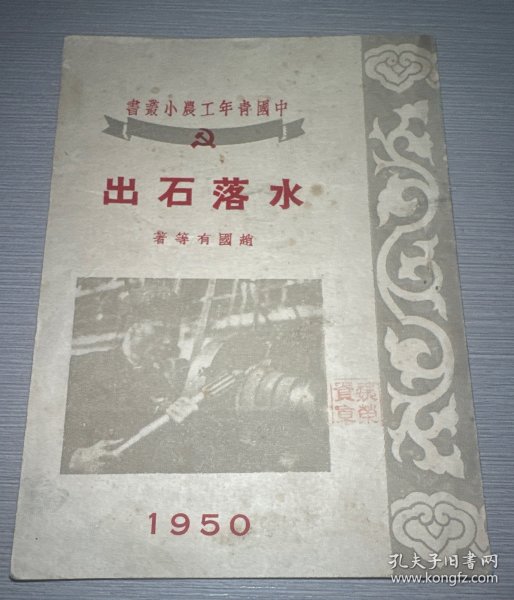 中國青年工農小叢書
水落石出
趙國有等著
1950
孔夫子旧书网
www.kongfz.com